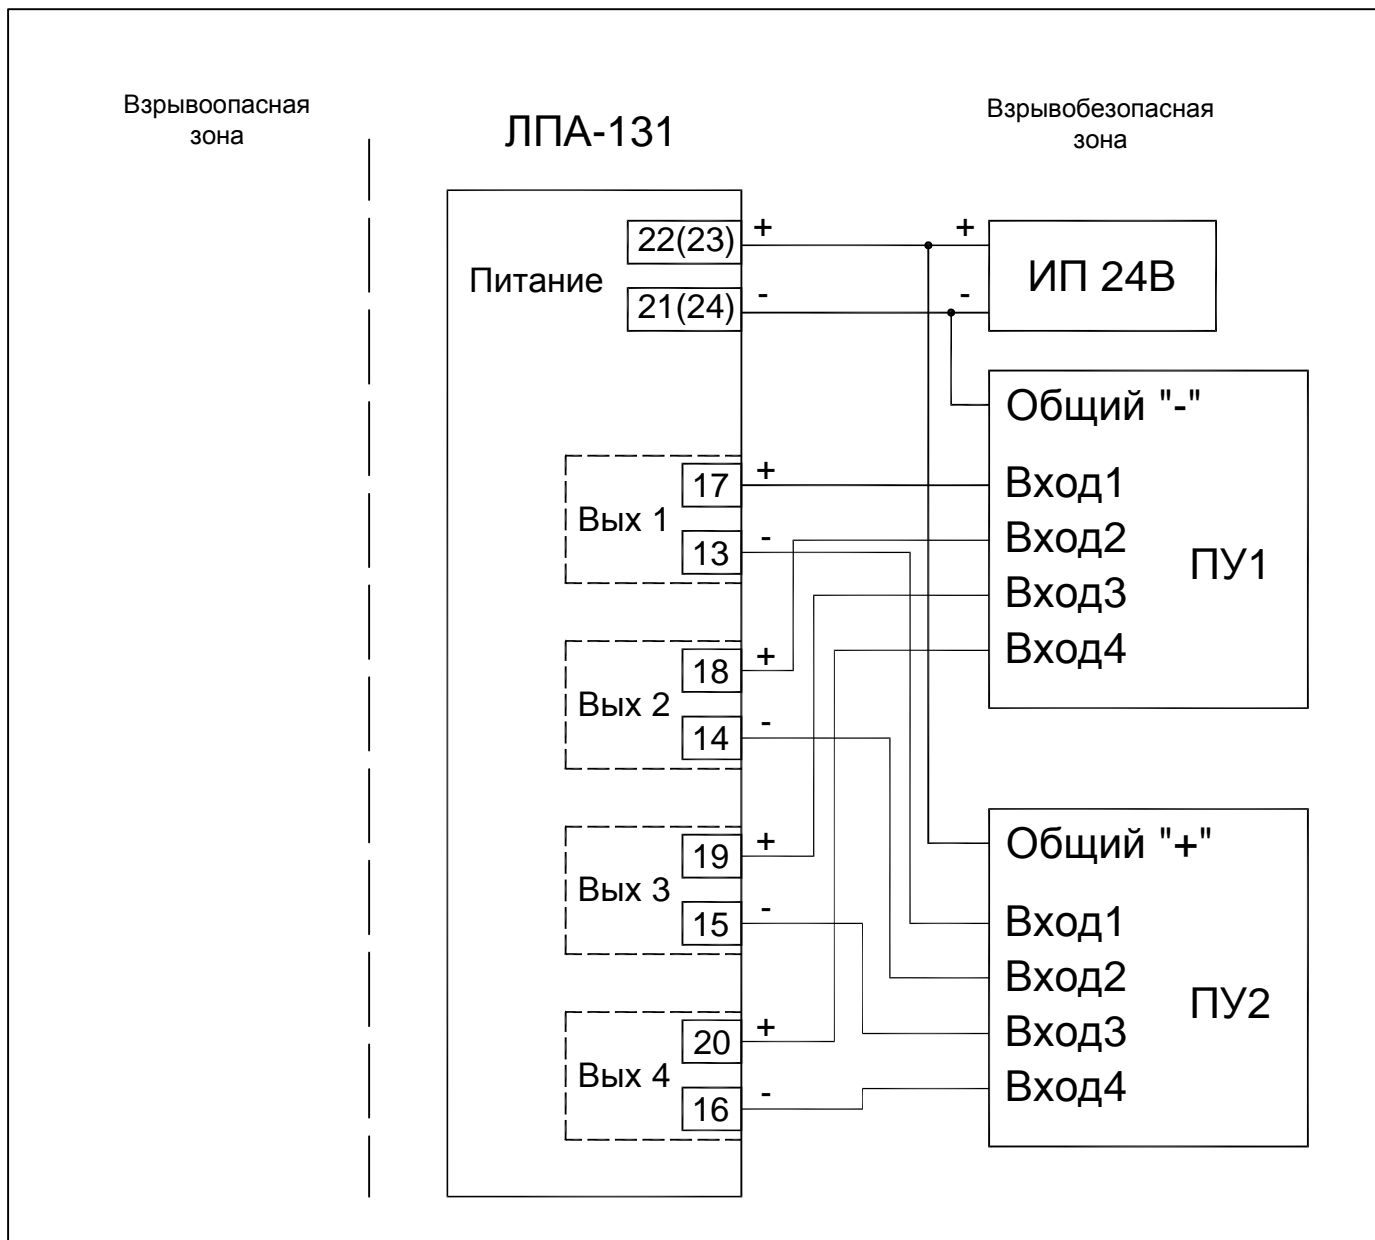 Взрывоопасная
зона
ЛПА-131
Взрывобезопасная
зона
Питание
22(23)
+
+
21(24)
-
-
ИП 24В
Общий "-"
Вход1
Вход2
Вход3
Вход4
ПУ1
Вых 1
17
+
13
-
Вых 2
18
+
14
-
Вых 3
19
+
15
-
Вых 4
20
+
16
-
Общий "+"
Вход1
Вход2
Вход3
Вход4
ПУ2